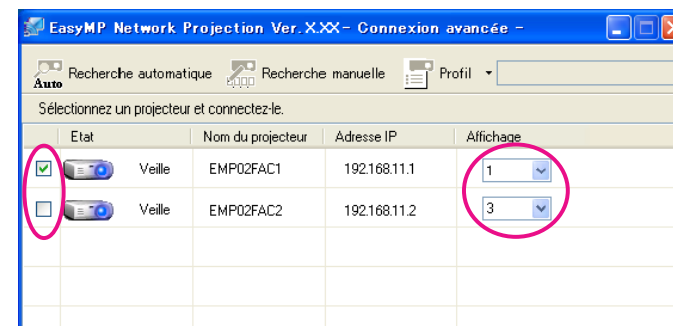 EasyMP Network Projection Ver.X.XX - Connexion avancée -
Auto Recherche automatique Recherche manuelle Profil
Sélectionnez un projecteur et connectez-le.
Etat Nom du projecteur Adresse IP Affichage
Veille EMP02FAC1 192.168.11.1 1
Veille EMP02FAC2 192.168.11.2 3